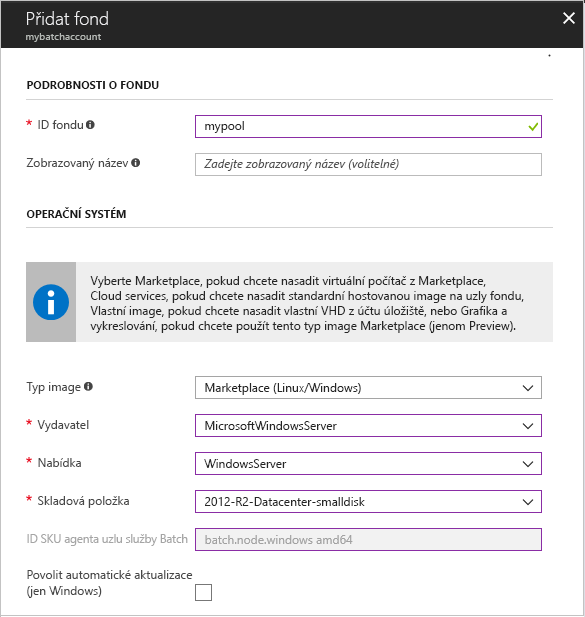 Přidat fond
mybatchaccount
PODROBNOSTI O FONDU
* ID fondu
mypool
Zobrazovaný název
Zadejte zobrazovaný název (volitelné)
OPERAČNÍ SYSTÉM
Vyberte Marketplace, pokud chcete nasadit virtuální počítač z Marketplace,
Cloud services, pokud chcete nasadit standardní hostovanou image na uzly fondu,
Vlastní image, pokud chcete nasadit vlastní VHD z účtu úložiště, nebo Grafika a
vykreslování, pokud chcete použít tento typ image Marketplace (jenom Preview).
Typ image
Marketplace (Linux/Windows)
* Vydavatel
MicrosoftWindowsServer
* Nabídka
WindowsServer
* Skladová položka
2012-R2-Datacenter-smalldisk
ID SKU agenta uzlu služby Batch
batch.node.windows amd64
Povolit automatické aktualizace
(jen Windows)